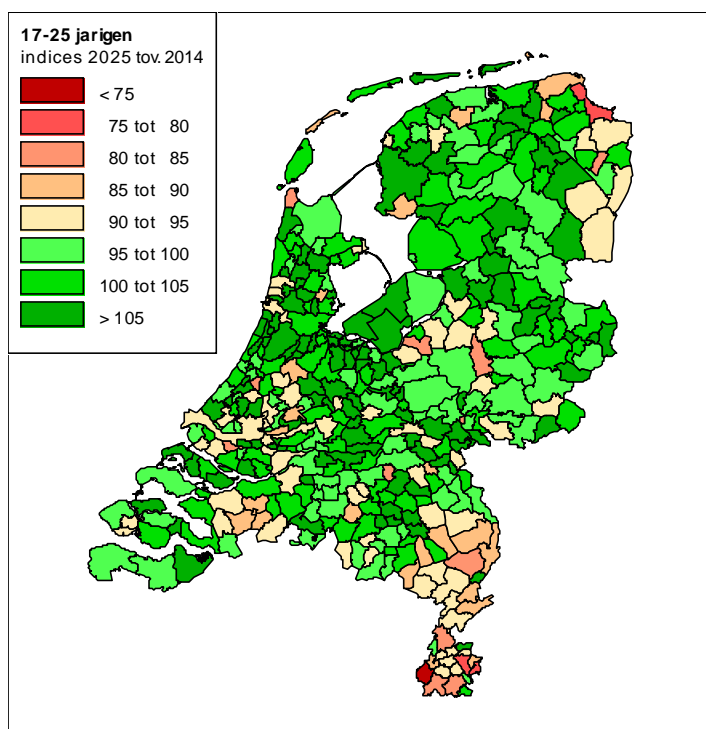 17-25 jarigen
indices 2025 tov. 2014
< 75
75 tot 80
80 tot 85
85 tot 90
90 tot 95
95 tot 100
100 tot 105
> 105